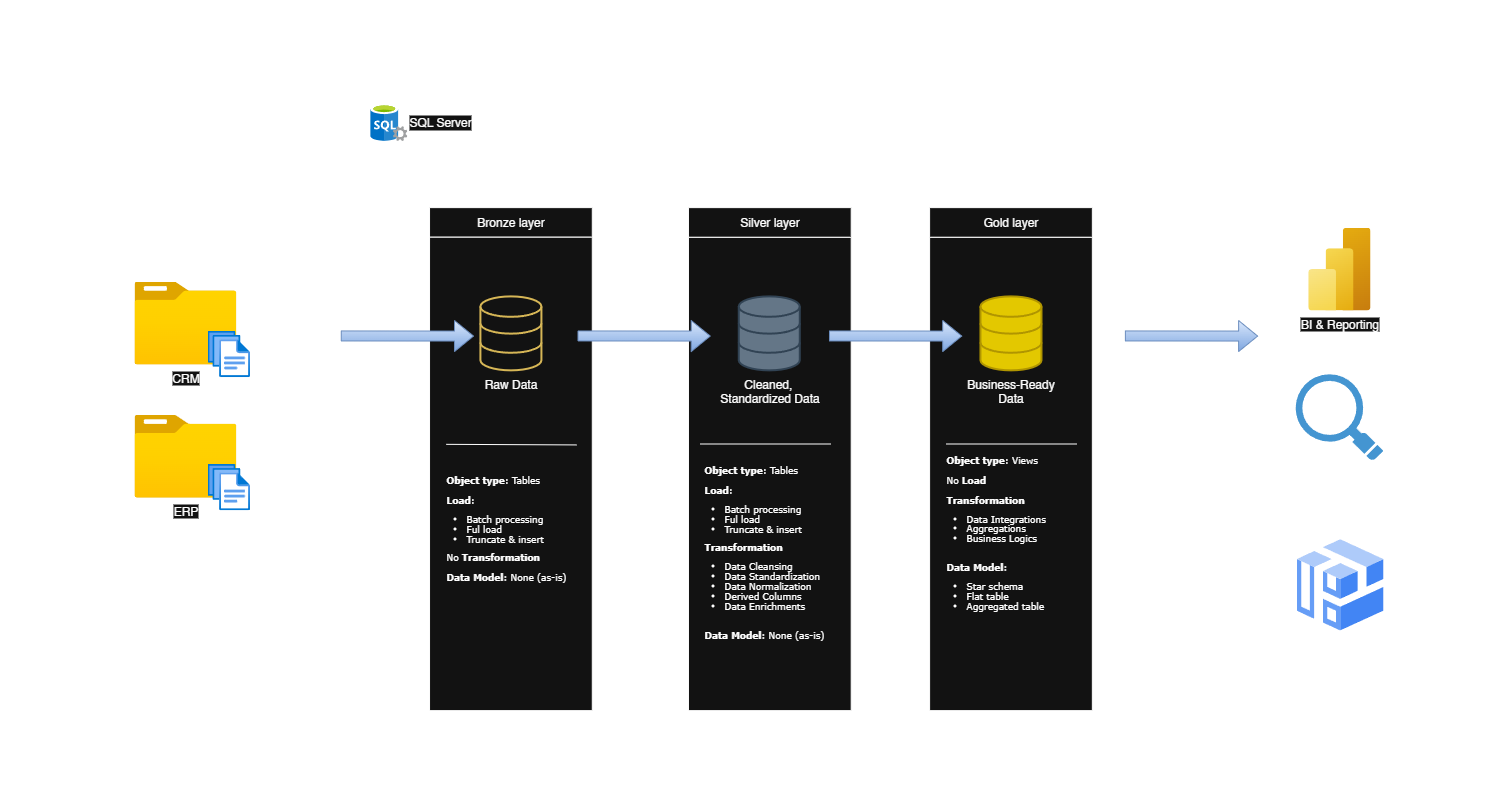 SQL
SQL Server
CRM
ERP
Bronze layer
Raw Data
Object type: Tables
Load:
• Batch processing
• Ful load
• Truncate & insert
No Transformation
Data Model: None (as-is)
Silver layer
Cleaned,
Standardized Data
Object type: Tables
Load:
• Batch processing
• Ful load
• Truncate & insert
Transformation
• Data Cleansing
• Data Standardization
• Data Normalization
• Derived Columns
• Data Enrichments
Data Model: None (as-is)
Gold layer
Business-Ready
Data
Object type: Views
No Load
Transformation
• Data Integrations
• Aggregations
• Business Logics
Data Model:
• Star schema
• Flat table
• Aggregated table
BI & Reporting